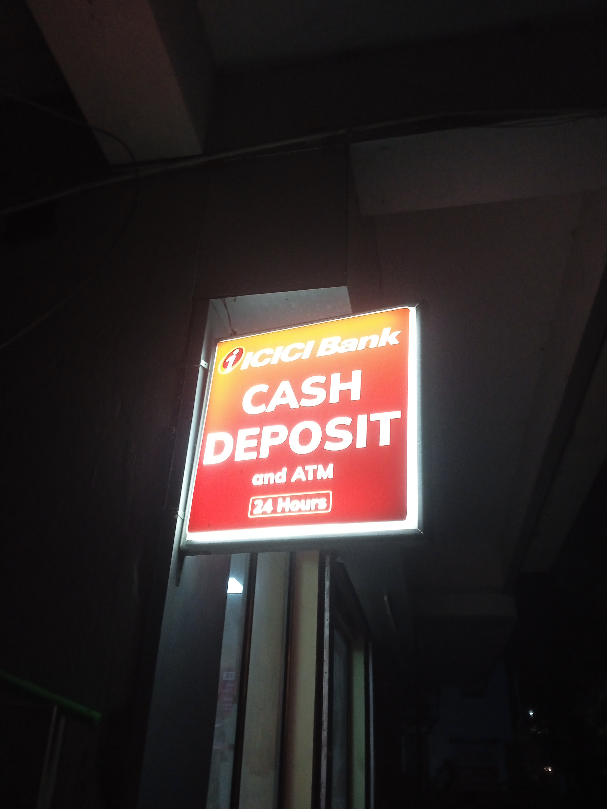 ICICI Bank
CASH
DEPOSIT
and ATM
24 Hours